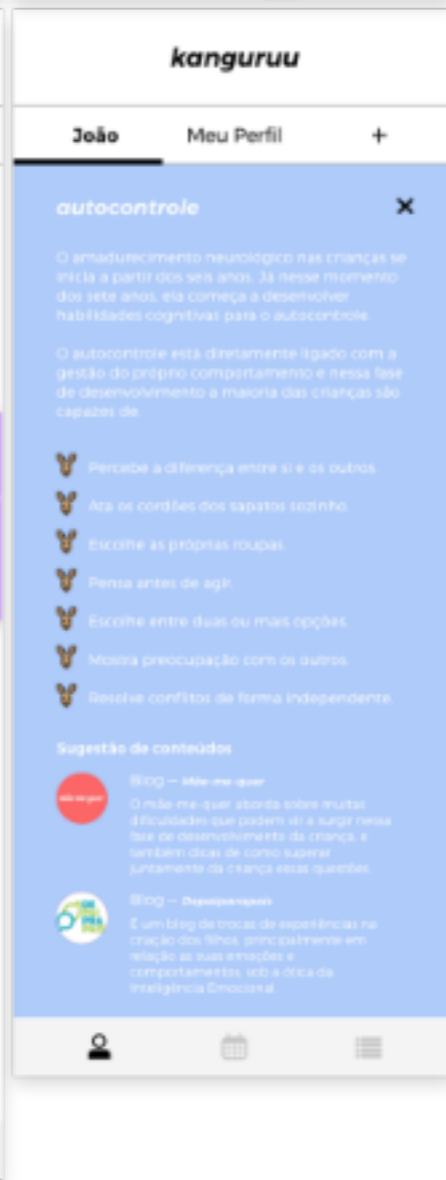 kanguruu
João Meu Perfil +
autocontrole
O amadurecimento neurológico nas crianças se
inicia a partir dos seis anos. Já nesse momento
dos sete anos, ela começa a desenvolver
habilidades cognitivas para o autocontrole.
O autocontrole está diretamente ligado com a
gestão do próprio comportamento e nessa fase
de desenvolvimento a maioria das crianças são
capazes de:
Percebe a diferença entre si e os outros.
Ata os cordões dos sapatos sozinho.
Escolhe as próprias roupas.
Pensa antes de agir.
Escolhe entre duas ou mais opções.
Mostra preocupação com os outros.
Resolve conflitos de forma independente.
Sugestão de conteúdos
Blog – Mãe-me-quer
O mãe-me-quer aborda sobre muitas
dificuldades que podem vir a surgir nessa
fase de desenvolvimento da criança, e
também dicas de como superar
juntamente da criança essas questões.
Blog –
É um blog de trocas de experiências na
criação dos filhos, principalmente em
relação as suas emoções e
comportamentos, sob a ótica da
Inteligência Emocional.